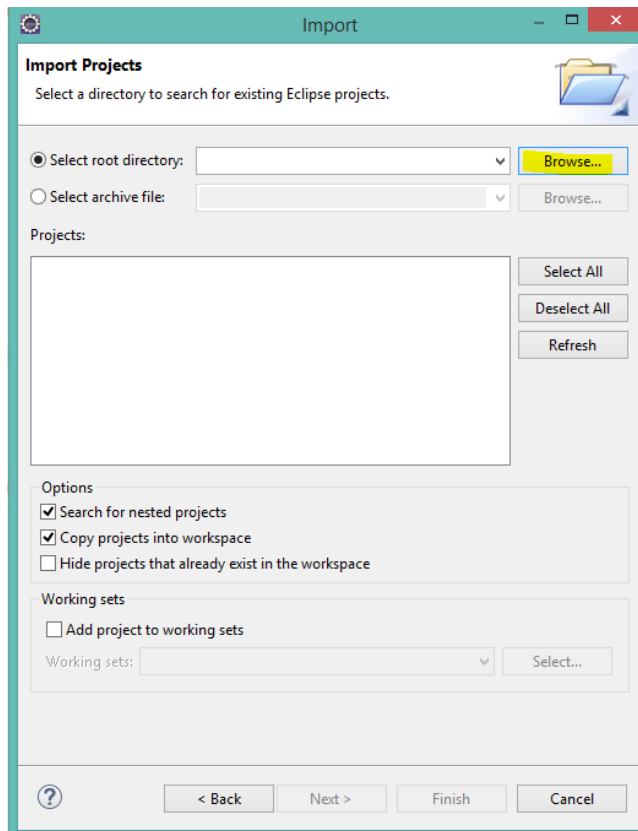 Import
Import Projects
Select a directory to search for existing Eclipse projects.
Select root directory:
Browse...
Select archive file:
Browse...
Projects:
Select All
Deselect All
Refresh
Options
Search for nested projects
Copy projects into workspace
Hide projects that already exist in the workspace
Working sets
Add project to working sets
Working sets:
Select...
? < Back Next > Finish Cancel